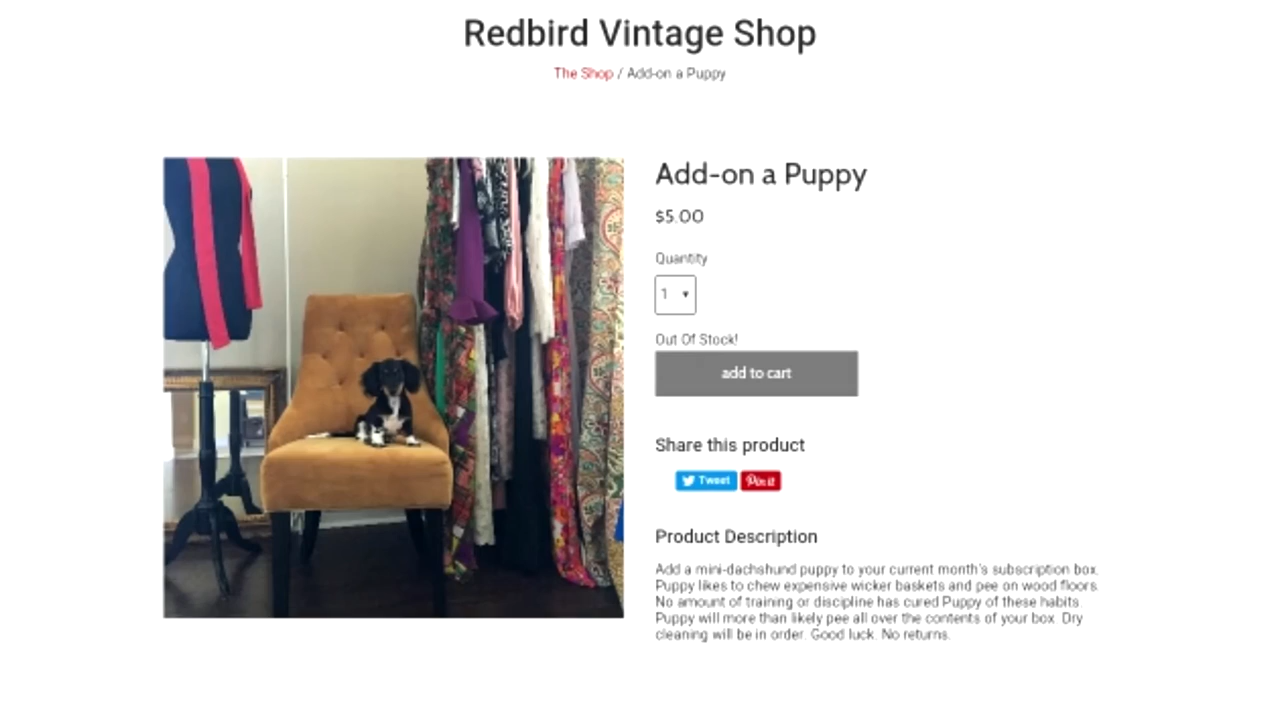 Redbird Vintage Shop
The Shop / Add-on a Puppy
Add-on a Puppy
$5.00
Quantity
1
Out Of Stock!
add to cart
Share this product
Tweet
Pin it
Product Description
Add a mini-dachshund puppy to your current month's subscription box.
Puppy likes to chew expensive wicker baskets and pee on wood floors.
No amount of training or discipline has cured Puppy of these habits.
Puppy will more than likely pee all over the contents of your box. Dry
cleaning will be in order. Good luck. No returns.